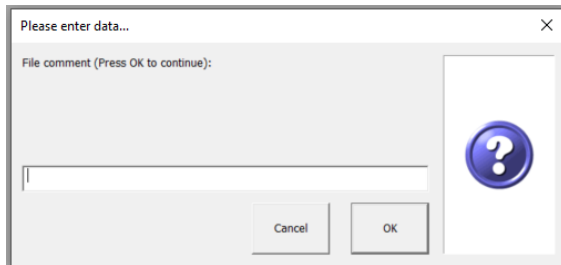 Please enter data...
File comment (Press OK to continue):
Cancel
OK